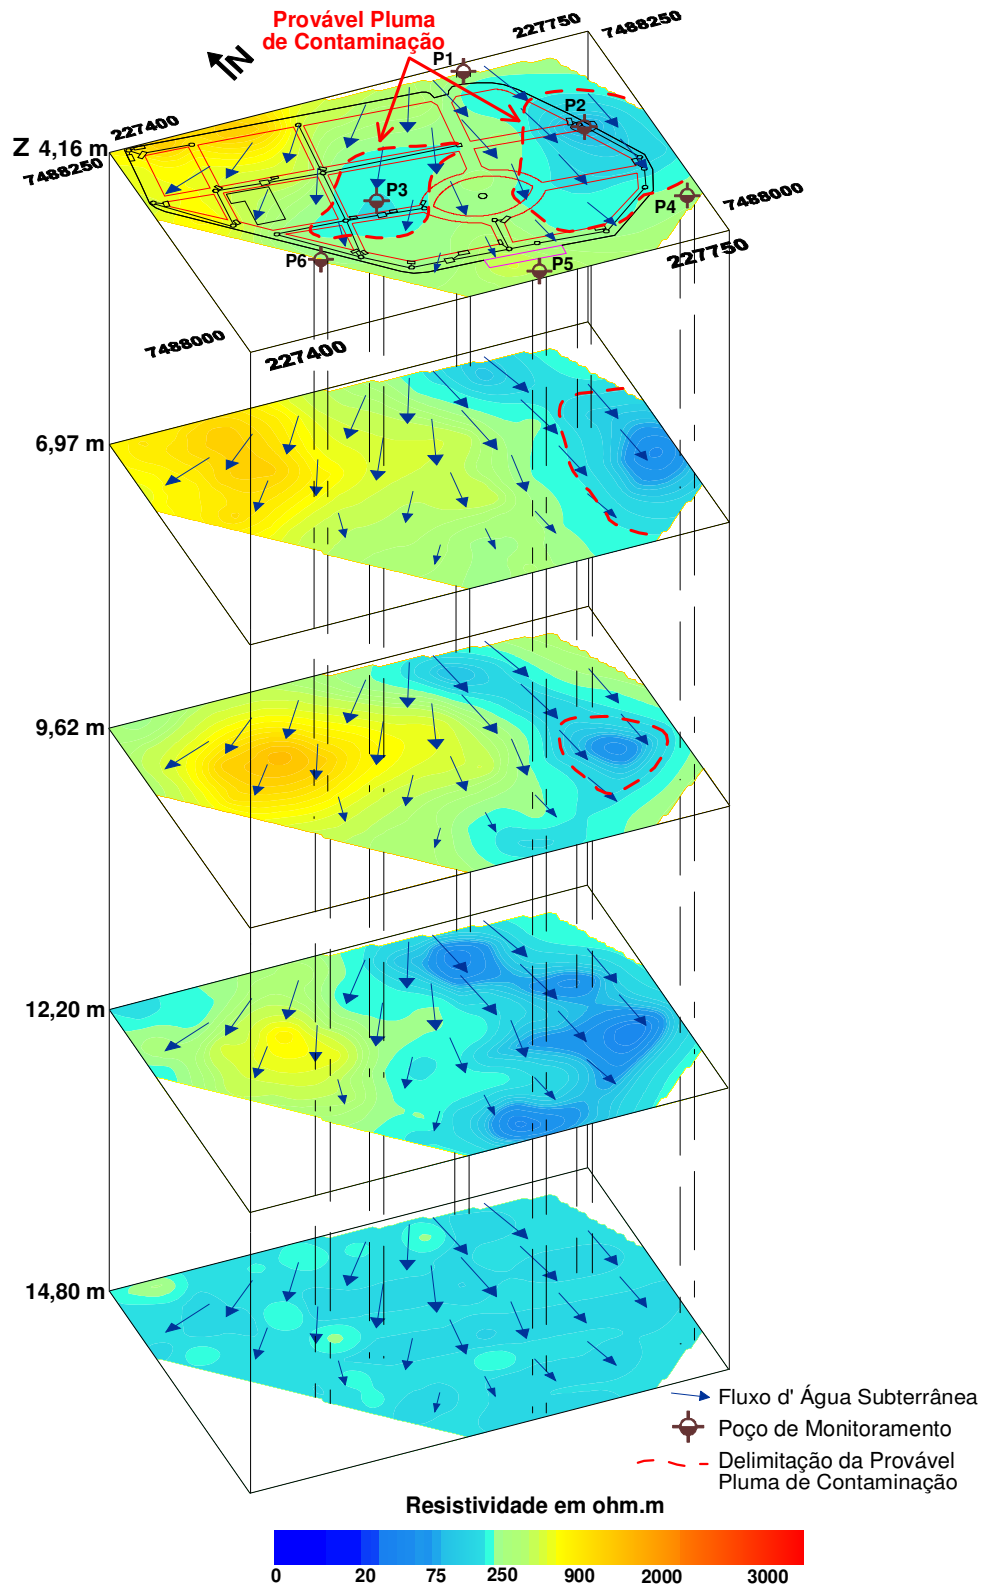 Provável Pluma
de Contaminação
227750
7488250
N
P1
P2
227400
Z 4,16 m
7488250
P3
P4
7488000
227750
P6
P5
7488000
227400
6,97 m
9,62 m
12,20 m
14,80 m
Fluxo d' Água Subterrânea
Poço de Monitoramento
Delimitação da Provável
Pluma de Contaminação
Resistividade em ohm.m
0 20 75 250 900 2000 3000